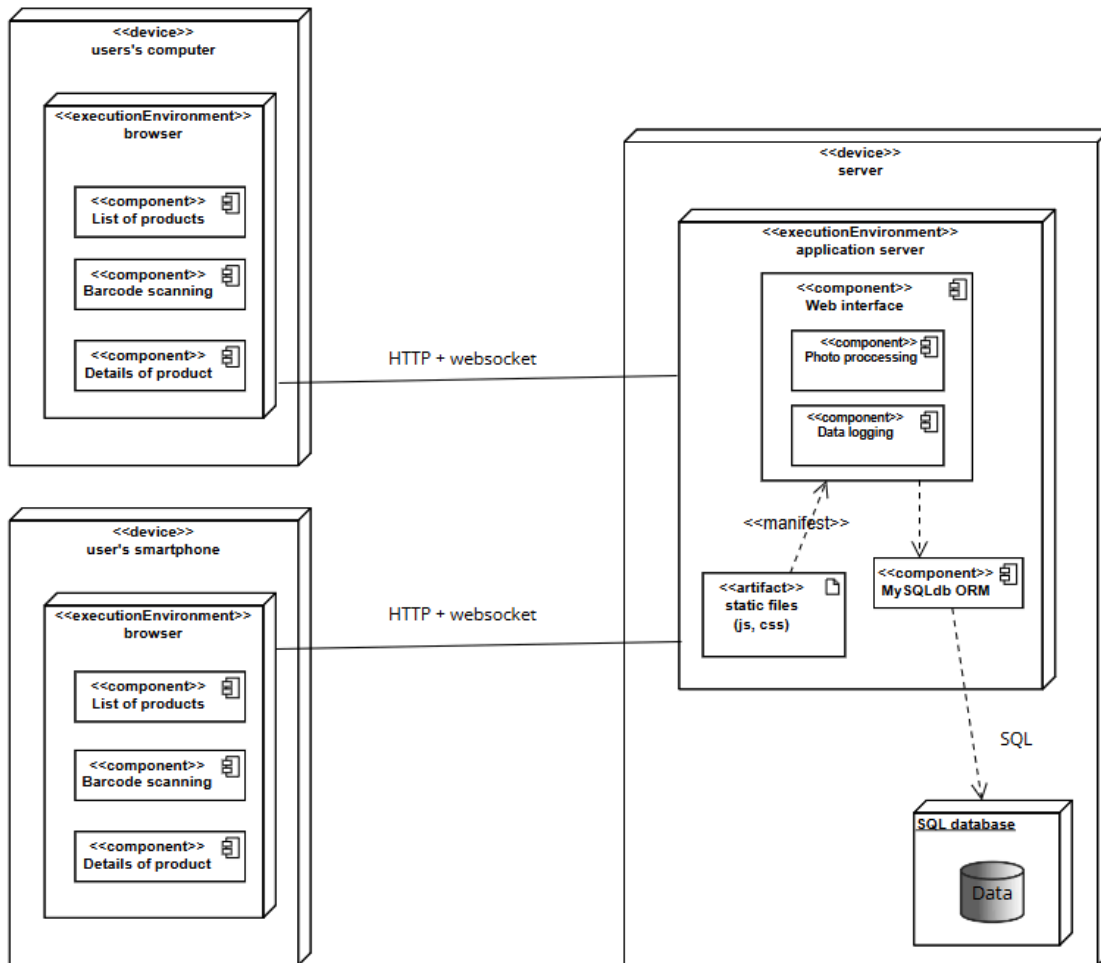 <<device>>
users's computer
<<executionEnvironment>>
browser
<<component>>
List of products
<<component>>
Barcode scanning
<<component>>
Details of product
HTTP + websocket
<<device>>
user's smartphone
<<executionEnvironment>>
browser
<<component>>
List of products
<<component>>
Barcode scanning
<<component>>
Details of product
HTTP + websocket
<<device>>
server
<<executionEnvironment>>
application server
<<component>>
Web interface
<<component>>
Photo proccessing
<<component>>
Data logging
<<manifest>>
<<artifact>>
static files
(js, css)
<<component>>
MySQLdb ORM
SQL
SQL database
Data